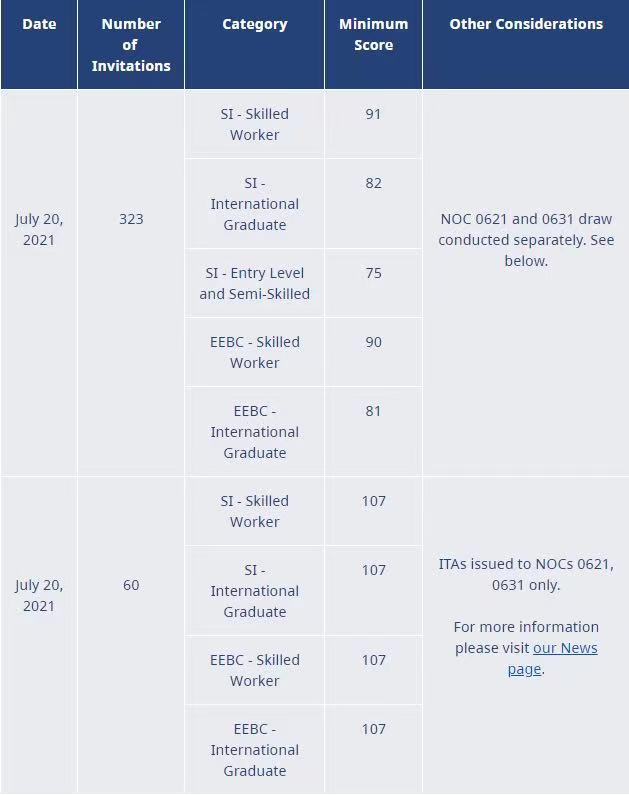 Date
Number
of
Invitations
Category
Minimum
Score
Other Considerations
July 20,
2021
323
SI - Skilled
Worker
91
SI -
International
Graduate
82
SI - Entry Level
and Semi-Skilled
75
EEBC - Skilled
Worker
90
EEBC -
International
Graduate
81
NOC 0621 and 0631 draw
conducted separately. See
below.
July 20,
2021
60
SI - Skilled
Worker
107
SI -
International
Graduate
107
EEBC - Skilled
Worker
107
EEBC -
International
Graduate
107
ITAs issued to NOCs 0621,
0631 only.
For more information
please visit our News
page.